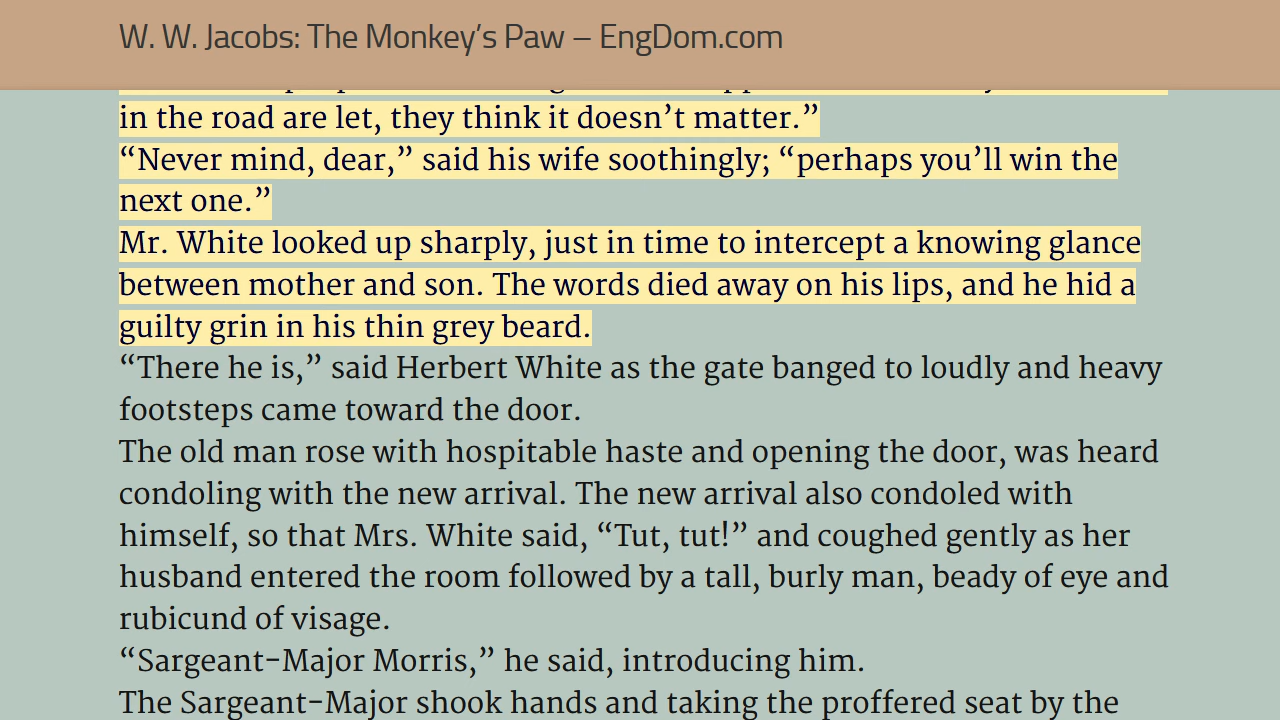 W. W. Jacobs: The Monkey’s Paw – EngDom.com
in the road are let, they think it doesn’t matter.”
“Never mind, dear,” said his wife soothingly; “perhaps you’ll win the
next one.”
Mr. White looked up sharply, just in time to intercept a knowing glance
between mother and son. The words died away on his lips, and he hid a
guilty grin in his thin grey beard.
“There he is,” said Herbert White as the gate banged to loudly and heavy
footsteps came toward the door.
The old man rose with hospitable haste and opening the door, was heard
condoling with the new arrival. The new arrival also condoled with
himself, so that Mrs. White said, “Tut, tut!” and coughed gently as her
husband entered the room followed by a tall, burly man, beady of eye and
rubicund of visage.
“Sargeant-Major Morris,” he said, introducing him.
The Sargeant-Major shook hands and taking the proffered seat by the